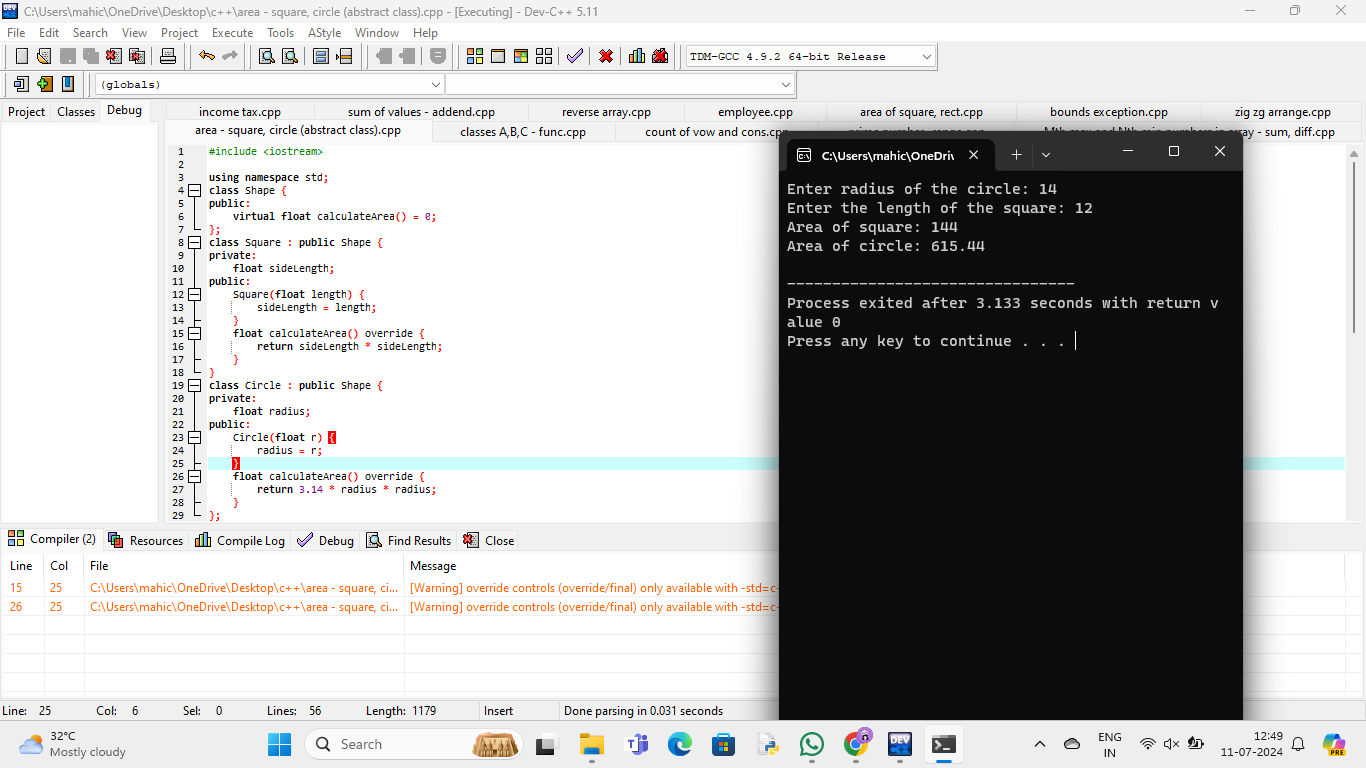 C:\Users\mahic\OneDrive\Desktop\c++\area - square, circle (abstract class).cpp - [Executing] - Dev-C++ 5.11
File Edit Search View Project Execute Tools AStyle Window Help
TDM-GCC 4.9.2 64-bit Release
(globals)
Project Classes Debug
income tax.cpp sum of values - addend.cpp reverse array.cpp employee.cpp area of square, rect.cpp bounds exception.cpp zig zg arrange.cpp
area - square, circle (abstract class).cpp classes A,B,C - func.cpp count of vow and cons.cpp
1 #include <iostream>
2
3 using namespace std;
4 class Shape {
5 public:
6 virtual float calculateArea() = 0;
7 };
8 class Square : public Shape {
9 private:
10 float sideLength;
11 public:
12 Square(float length) {
13 sideLength = length;
14 }
15 float calculateArea() override {
16 return sideLength * sideLength;
17 }
18 }
19 class Circle : public Shape {
20 private:
21 float radius;
22 public:
23 Circle(float r) {
24 radius = r;
25 }
26 float calculateArea() override {
27 return 3.14 * radius * radius;
28 }
29 };
C:\Users\mahic\OneDri
Enter radius of the circle: 14
Enter the length of the square: 12
Area of square: 144
Area of circle: 615.44
--------------------------------
Process exited after 3.133 seconds with return v
alue 0
Press any key to continue . . .
Compiler (2) Resources Compile Log Debug Find Results Close
Line Col File Message
15 25 C:\Users\mahic\OneDrive\Desktop\c++\area - square, ci... [Warning] override controls (override/final) only available with -std=c
26 25 C:\Users\mahic\OneDrive\Desktop\c++\area - square, ci... [Warning] override controls (override/final) only available with -std=c
Line: 25 Col: 6 Sel: 0 Lines: 56 Length: 1179 Insert Done parsing in 0.031 seconds
32°C
Mostly cloudy
Search
DEV
ENG
IN
12:49
11-07-2024
PRE